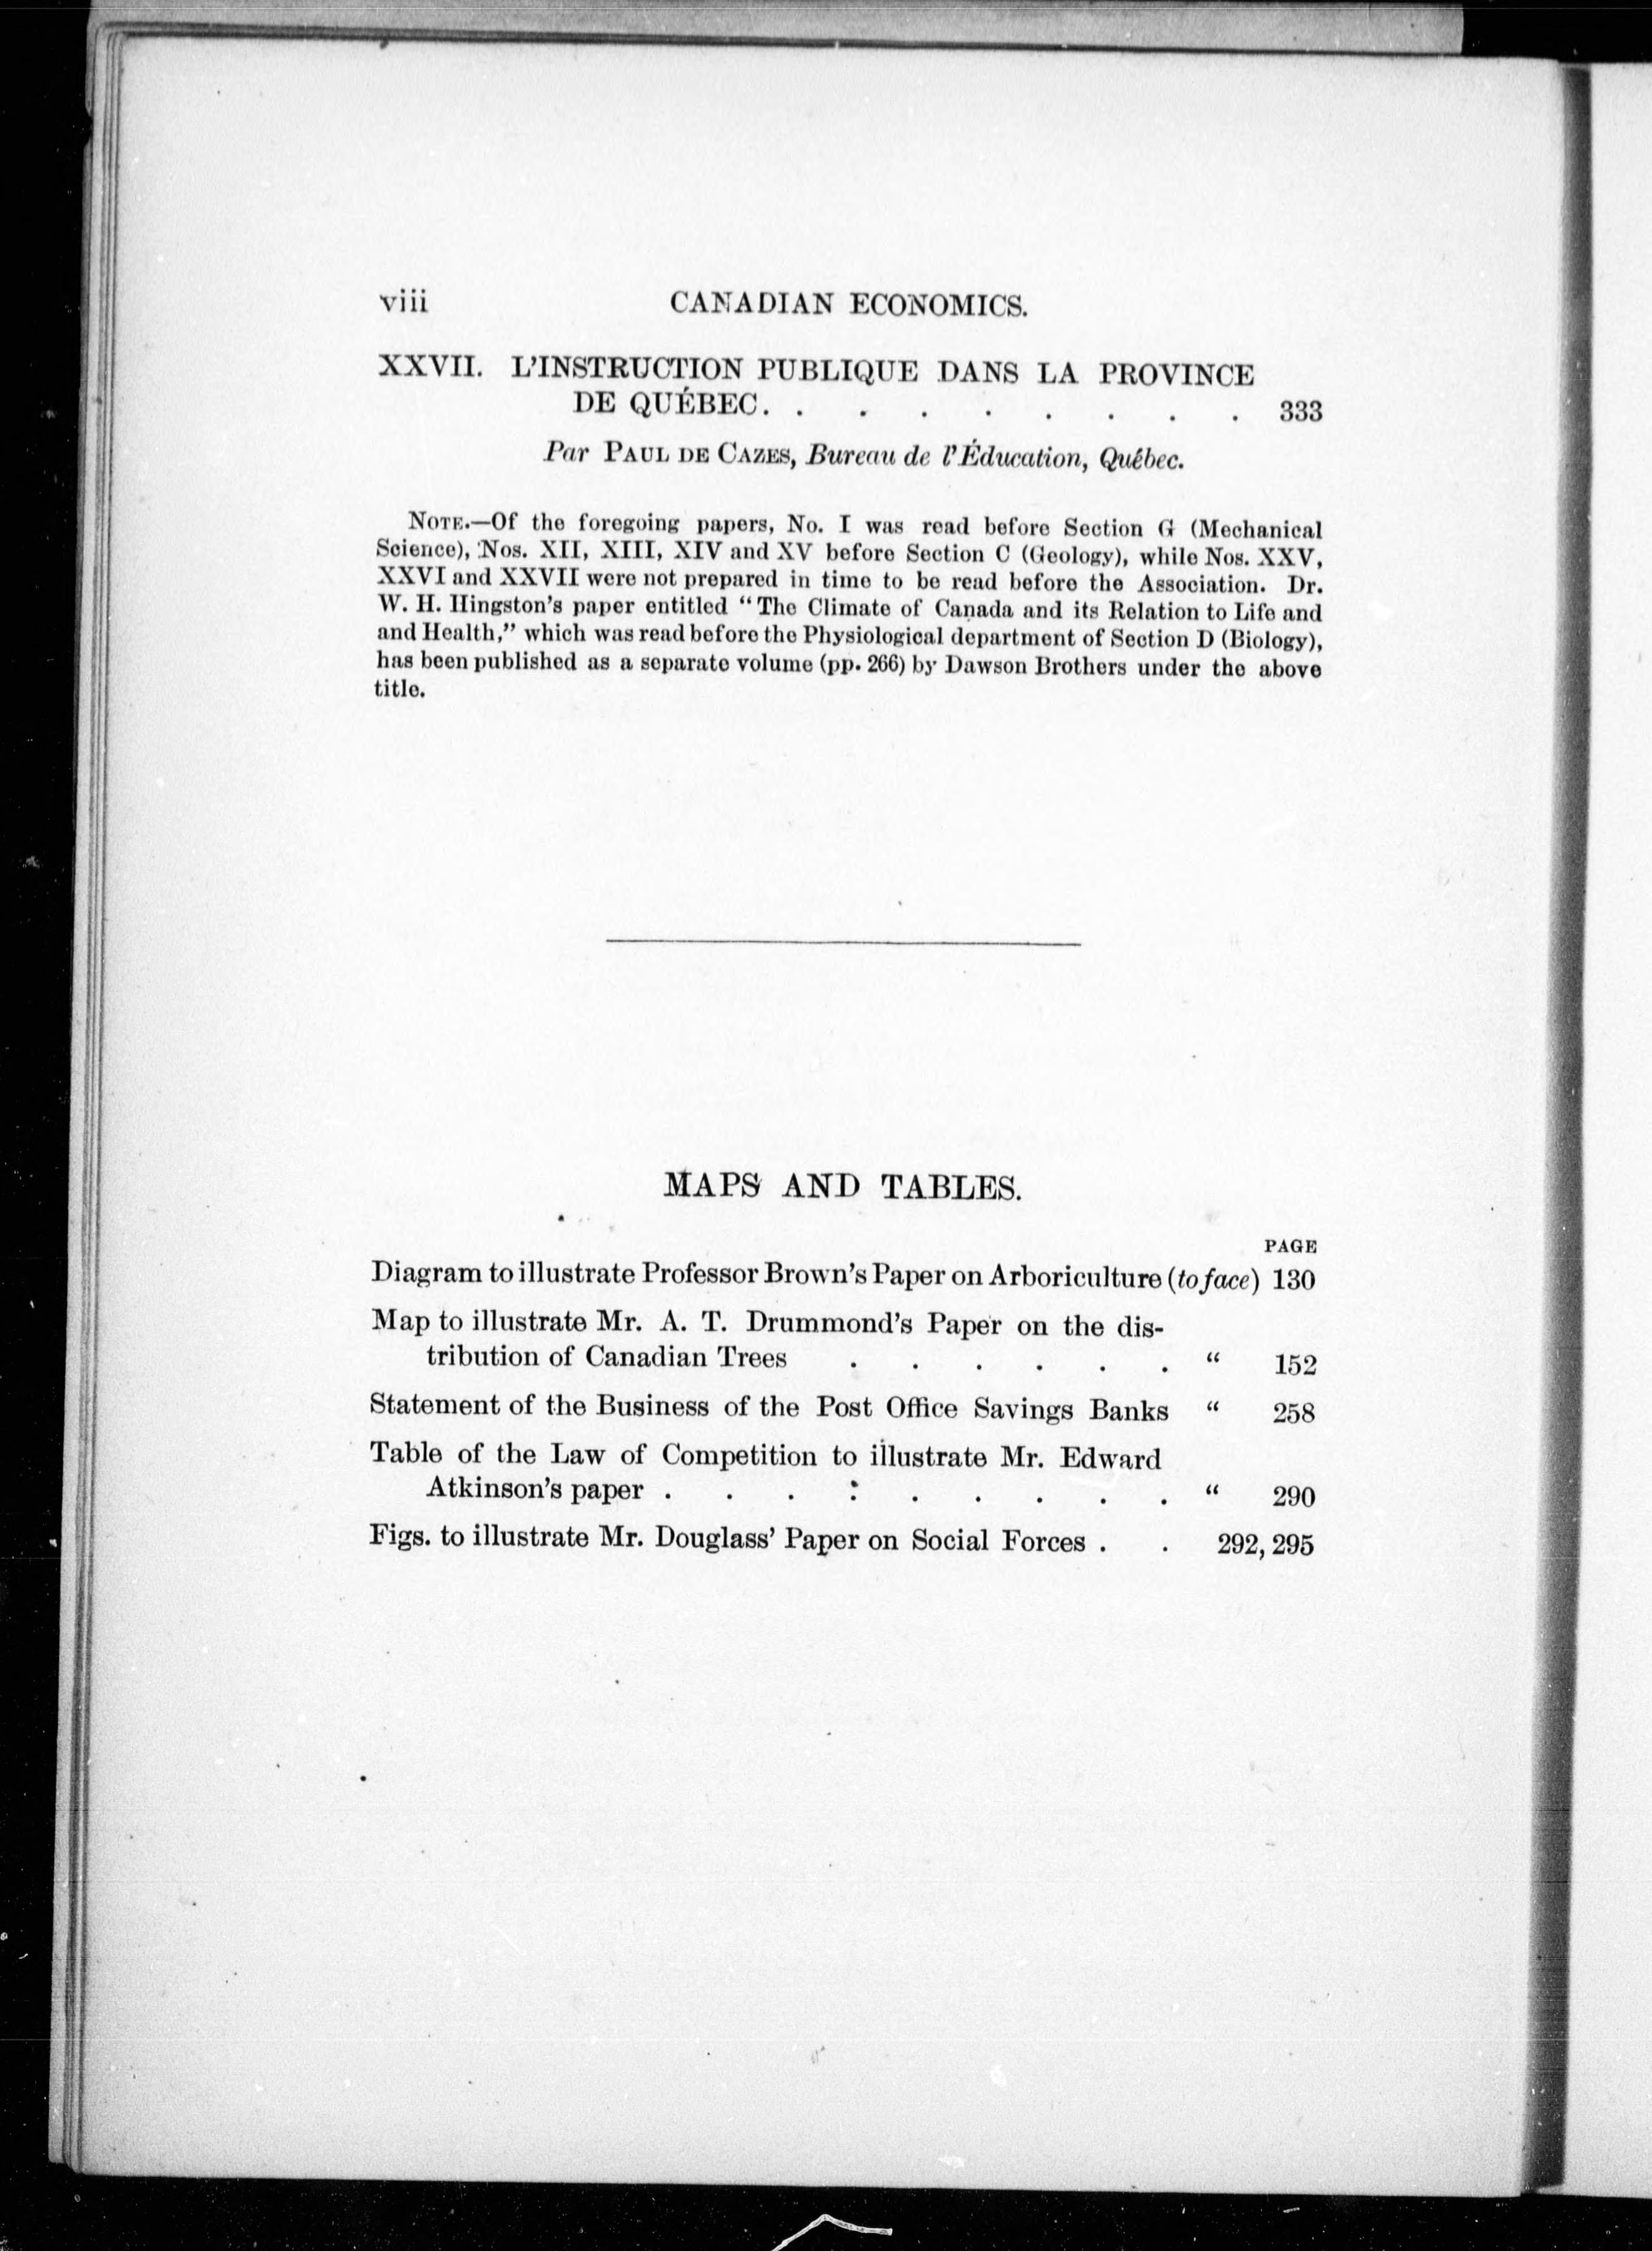 viii CANADIAN ECONOMICS.
XXVII. L'INSTRUCTION PUBLIQUE DANS LA PROVINCE
DE QUÉBEC. . . . . . . . . 333
Par PAUL DE CAZES, Bureau de l'Éducation, Québec.
NOTE.—Of the foregoing papers, No. I was read before Section G (Mechanical
Science), Nos. XII, XIII, XIV and XV before Section C (Geology), while Nos. XXV,
XXVI and XXVII were not prepared in time to be read before the Association. Dr.
W. H. Hingston's paper entitled “The Climate of Canada and its Relation to Life and
and Health,” which was read before the Physiological department of Section D (Biology),
has been published as a separate volume (pp. 266) by Dawson Brothers under the above
title.
MAPS AND TABLES.
PAGE
Diagram to illustrate Professor Brown's Paper on Arboriculture (to face) 130
Map to illustrate Mr. A. T. Drummond's Paper on the dis-
tribution of Canadian Trees . . . . . . “ 152
Statement of the Business of the Post Office Savings Banks “ 258
Table of the Law of Competition to illustrate Mr. Edward
Atkinson's paper . . . . . . . . . “ 290
Figs. to illustrate Mr. Douglass' Paper on Social Forces . . 292, 295